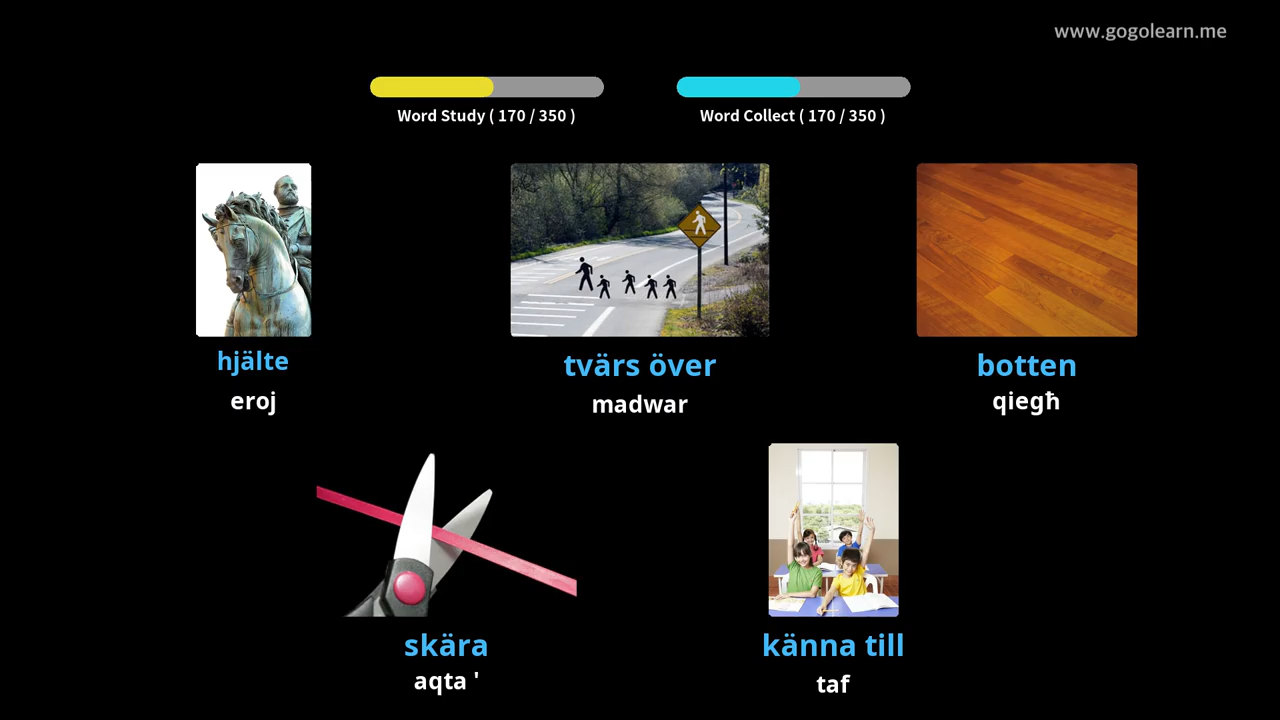 www.gogolearn.me
Word Study ( 170 / 350 )
Word Collect ( 170 / 350 )
hjälte
eroj
tvärs över
madwar
botten
qiegħ
skära
aqta '
känna till
taf